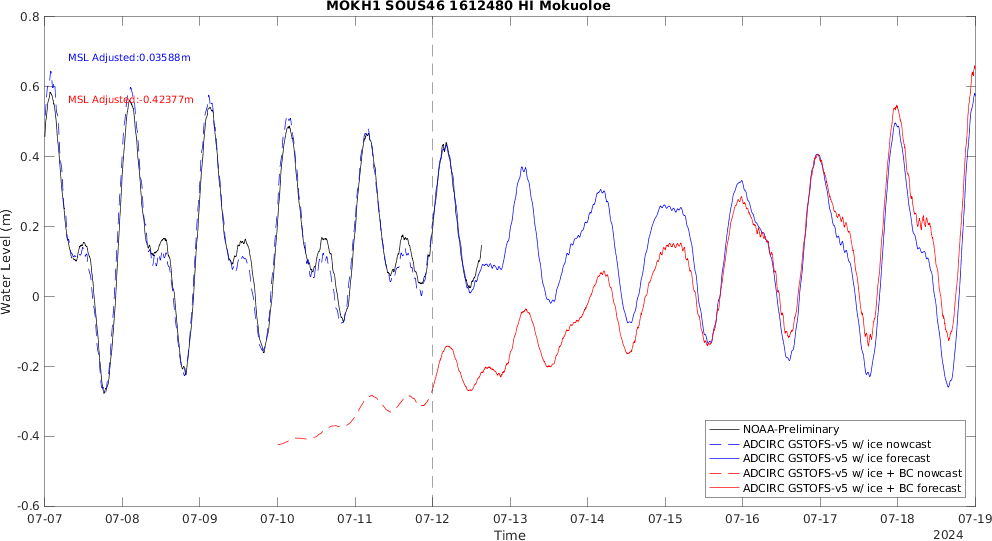 MOKH1 SOUS46 1612480 HI Mokuoloe
0.8
MSL Adjusted:0.03588m
0.6
MSL Adjusted:-0.42377m
0.4
0.2
Water Level (m)
0
-0.2
-0.4
-0.6
NOAA-Preliminary
ADCIRC GSTOFS-v5 w/ ice nowcast
ADCIRC GSTOFS-v5 w/ ice forecast
ADCIRC GSTOFS-v5 w/ ice + BC nowcast
ADCIRC GSTOFS-v5 w/ ice + BC forecast
07-07 07-08 07-09 07-10 07-11 07-12 07-13 07-14 07-15 07-16 07-17 07-18 07-19
Time
2024